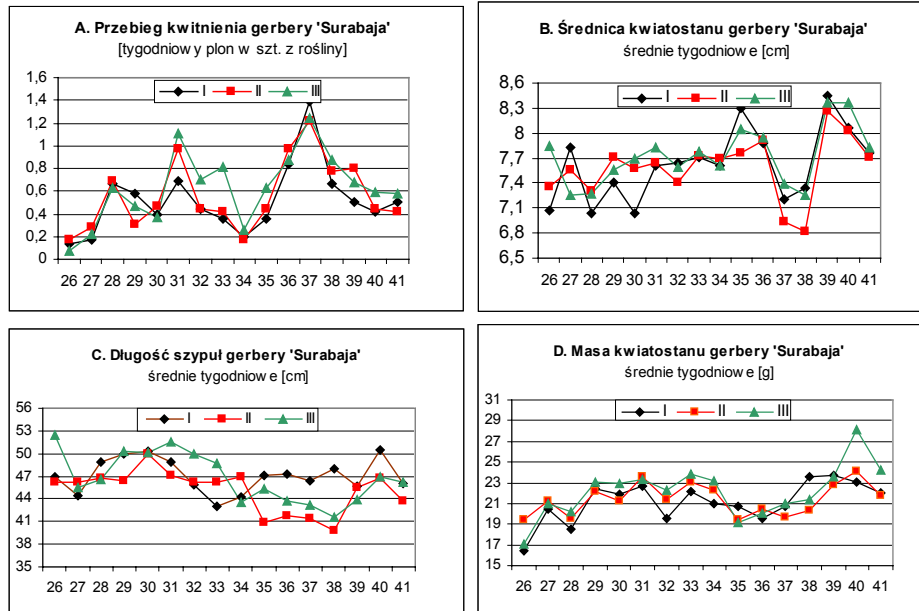 A. Przebieg kwitnienia gerbery 'Surabaja'
[tygodniowy plon w szt. z rośliny]
I II III
1,6
1,4
1,2
1
0,8
0,6
0,4
0,2
0
26 27 28 29 30 31 32 33 34 35 36 37 38 39 40 41
B. Średnica kwiatostanu gerbery 'Surabaja'
średnie tygodniowe [cm]
I II III
8,6
8,3
8,0
7,7
7,4
7,1
6,8
6,5
26 27 28 29 30 31 32 33 34 35 36 37 38 39 40 41
C. Długość szypuł gerbery 'Surabaja'
średnie tygodniowe [cm]
I II III
56
53
50
47
44
41
38
35
26 27 28 29 30 31 32 33 34 35 36 37 38 39 40 41
D. Masa kwiatostanu gerbery 'Surabaja'
średnie tygodniowe [g]
I II III
31
29
27
25
23
21
19
17
15
26 27 28 29 30 31 32 33 34 35 36 37 38 39 40 41